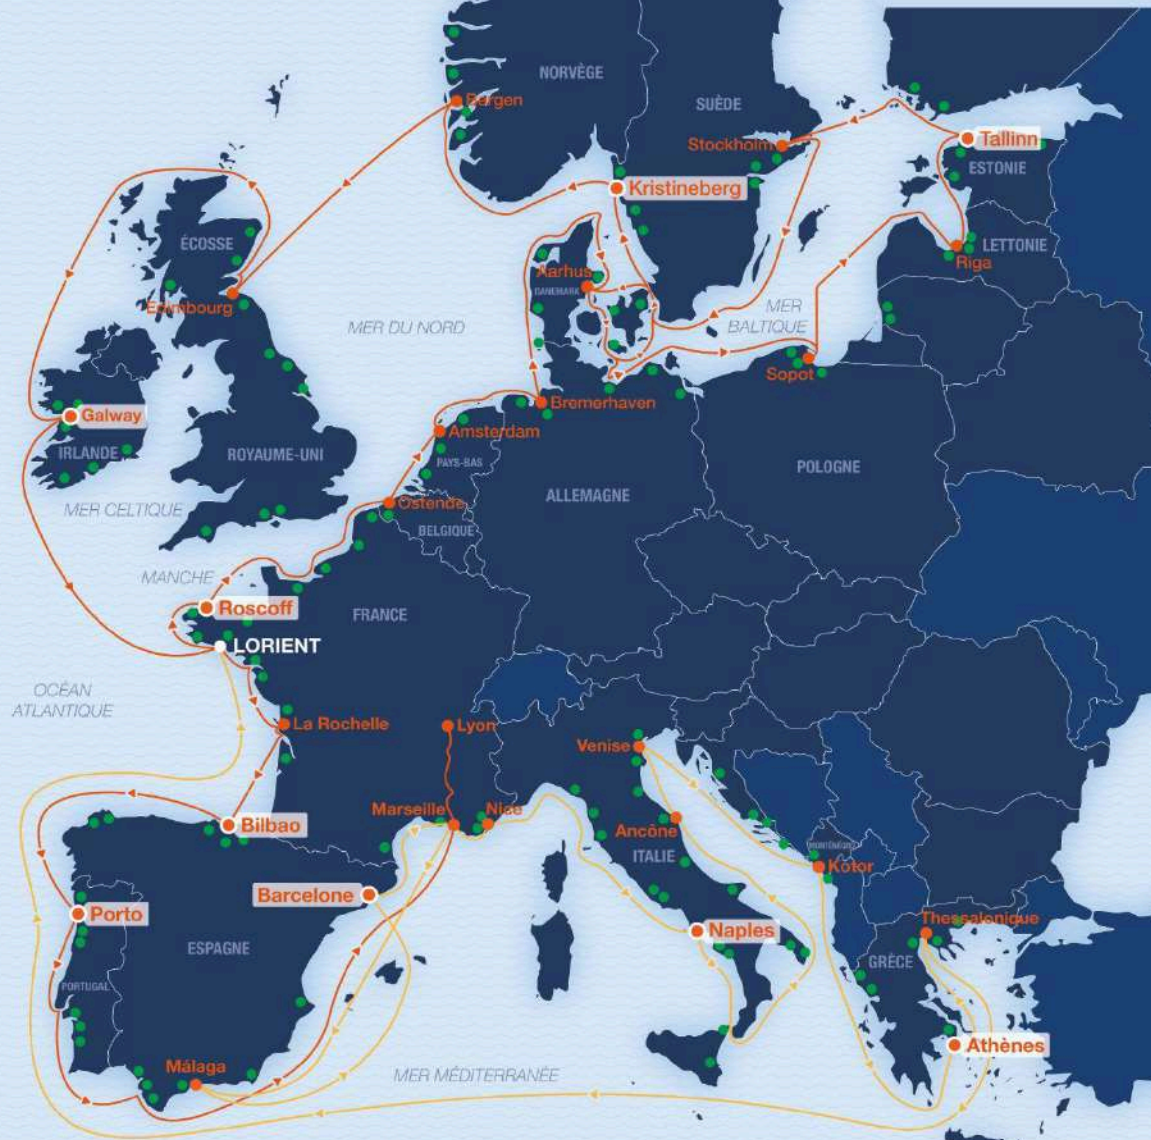 NORVÈGE
Bergen
SUÈDE
Stockholm
Tallinn
ESTONIE
Kristineberg
ÉCOSSE
LETTONIE
Riga
Aarhus
DANEMARK
Edimbourg
MER DU NORD
MER
BALTIQUE
Sopot
Bremerhaven
Galway
Amsterdam
IRLANDE
ROYAUME-UNI
PAYS-BAS
POLOGNE
ALLEMAGNE
MER CELTIQUE
Ostende
BELGIQUE
MANCHE
Roscoff
FRANCE
LORIENT
OCÉAN
ATLANTIQUE
La Rochelle
Lyon
Venise
Marseille
Nice
Bilbao
Ancône
ITALIE
MONTÉNÉGRO
Kotor
Barcelone
Porto
Naples
Thessalonique
ESPAGNE
GRÈCE
PORTUGAL
Athènes
Málaga
MER MÉDITERRANÉE